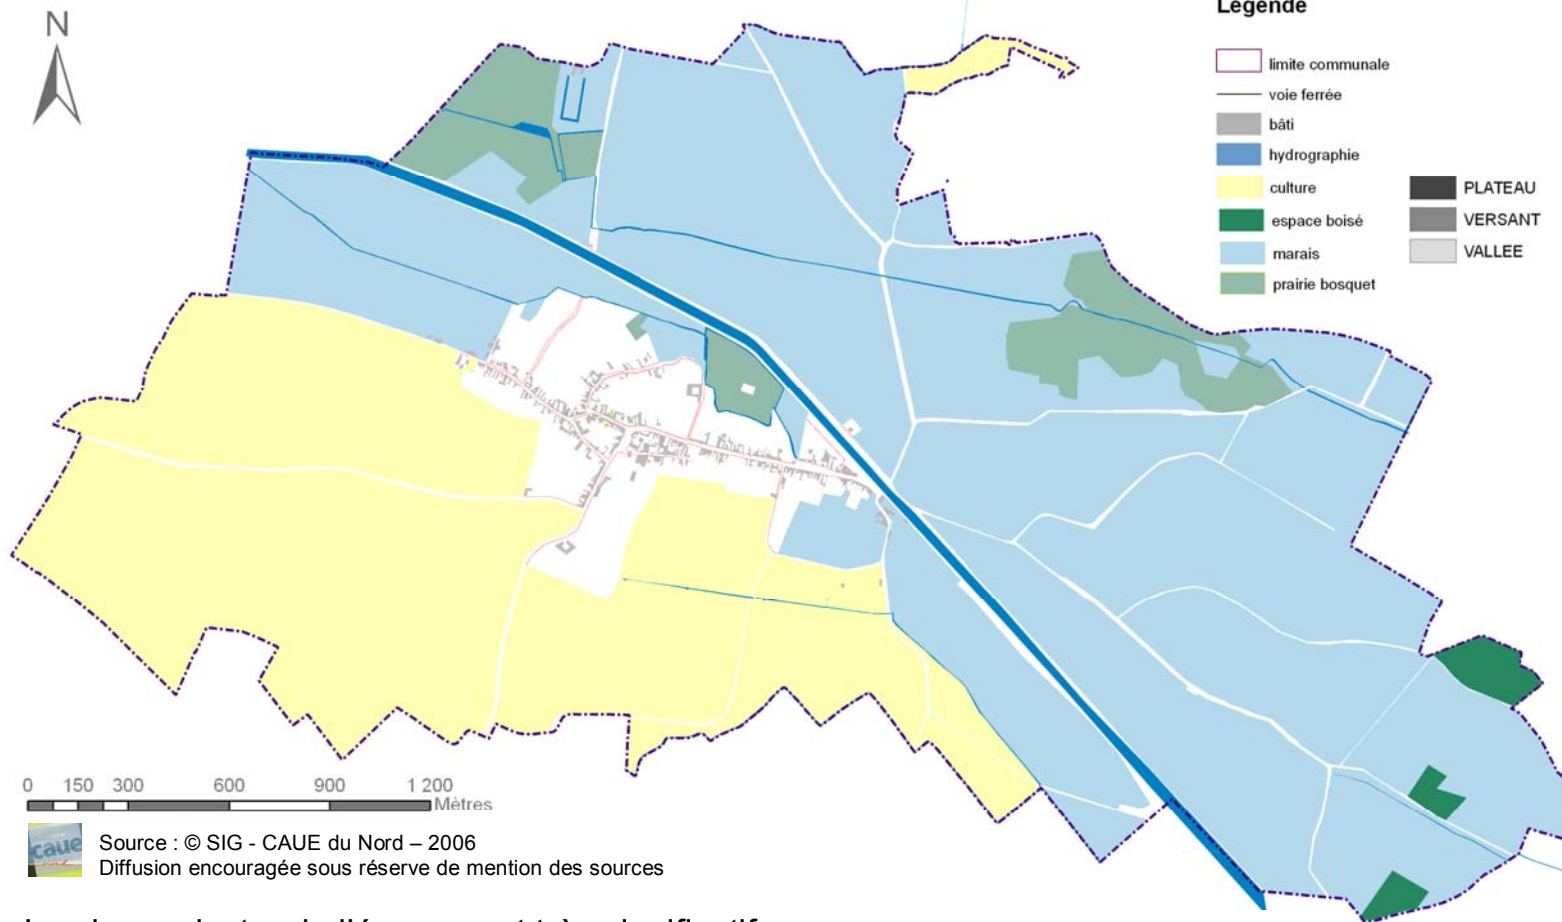 N
Légende
limite communale
voie ferrée
bâti
hydrographie
culture
espace boisé
marais
prairie bosquet
PLATEAU
VERSANT
VALLEE
0 150 300 600 900 1 200
Mètres
caue
Source : © SIG - CAUE du Nord – 2006
Diffusion encouragée sous réserve de mention des sources